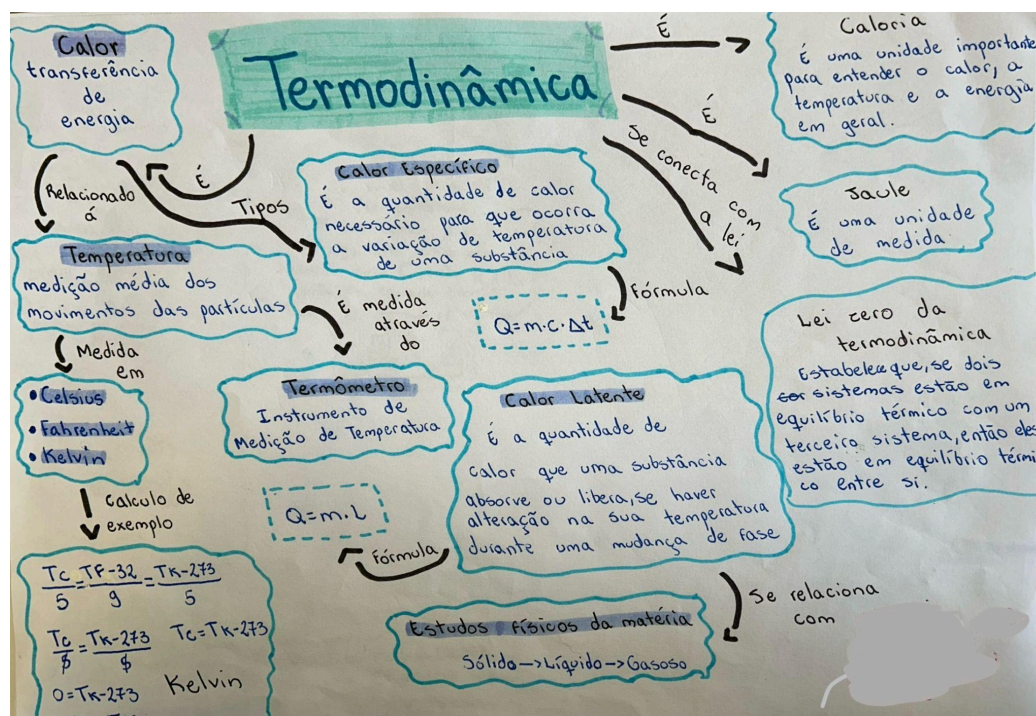 Termodinâmica
Calor
transferência
de
energia
É
É
É
Caloria
É uma unidade importante
para entender o calor, a
temperatura e a energia
em geral.
Jaule
É uma unidade
de medida
Se conecta com
a lei
Lei zero da
termodinâmica
Estabelece que, se dois
sistemas estão em
equilíbrio térmico com um
terceiro sistema, então eles
estão em equilíbrio térmi
co entre si.
Relacionado
á
Tipos
Calor Específico
É a quantidade de calor
necessário para que ocorra
a variação de temperatura
de uma substância
Fórmula
Q=m·c·Δt
Temperatura
medição média dos
movimentos das partículas
É medida
através
do
Termômetro
Instrumento de
Medição de Temperatura
Medida
em
• Celsius
• Fahrenheit
• Kelvin
Calculo de
exemplo
Tc/5=TF-32/9=TK-273/5
Tc/5=TK-273/5 Tc=TK-273
0=TK-273 Kelvin
Calor Latente
É a quantidade de
calor que uma substância
absorve ou libera, se haver
alteração na sua temperatura
durante uma mudança de fase
Fórmula
Q=m·L
Se relaciona
com
Estudos físicos da matéria
Sólido→Líquido→Gasoso